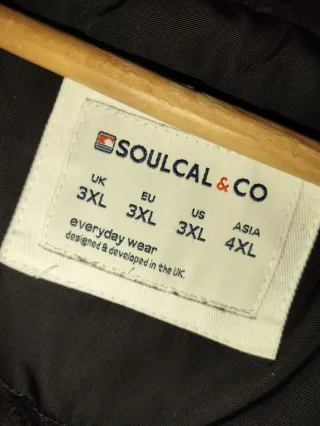 SOULCAL & CO
UK EU US ASIA
3XL 3XL 3XL 4XL
everyday wear
designed & developed in the UK.